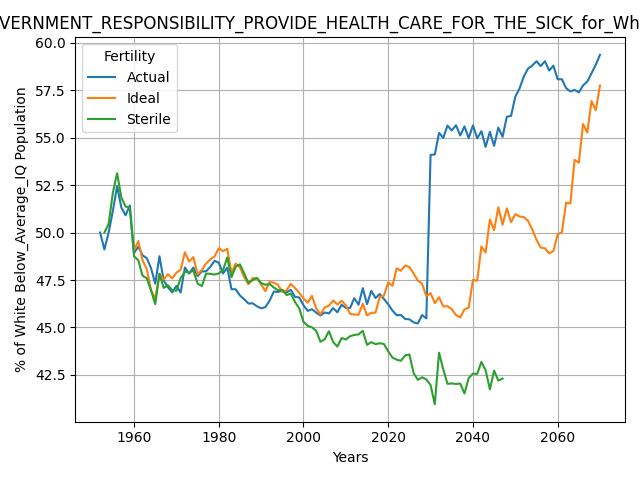 VERNMENT_RESPONSIBILITY_PROVIDE_HEALTH_CARE_FOR_THE_SICK_for_Wh
60.0
57.5
55.0
52.5
50.0
47.5
45.0
42.5
% of White Below_Average_IQ Population
Fertility
Actual
Ideal
Sterile
1960 1980 2000 2020 2040 2060
Years